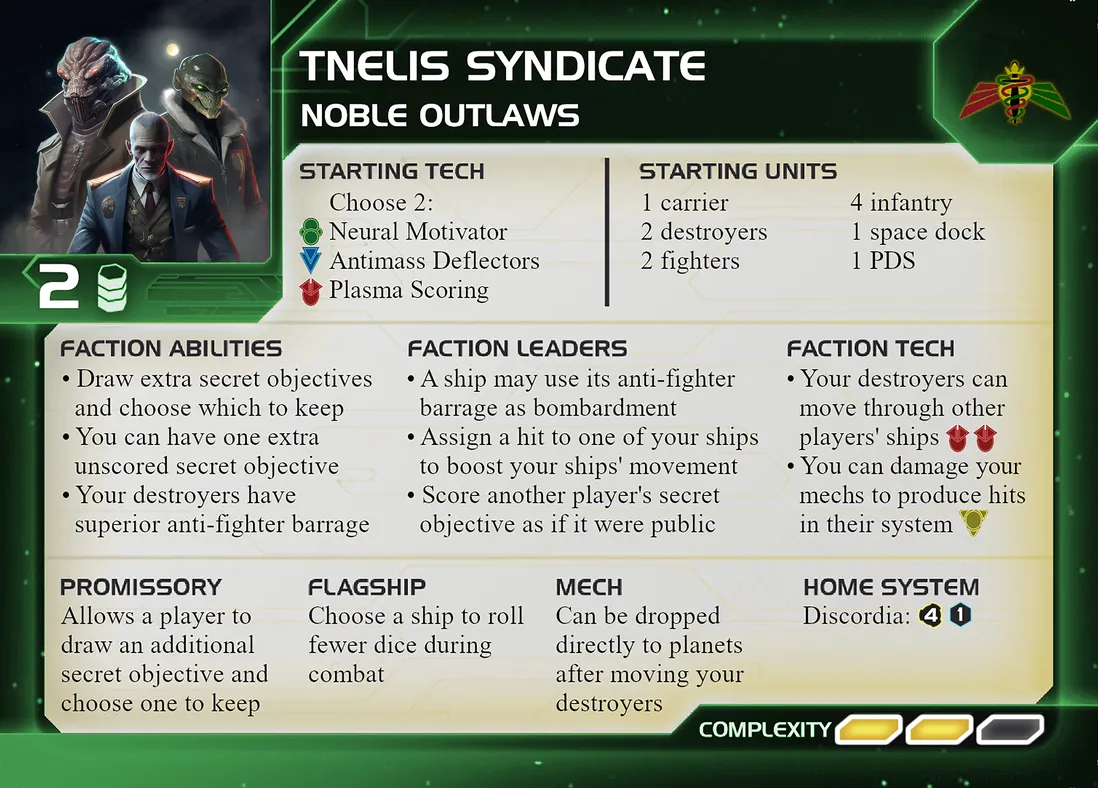 TNELIS SYNDICATE
NOBLE OUTLAWS
2
STARTING TECH
Choose 2:
Neural Motivator
Antimass Deflectors
Plasma Scoring
STARTING UNITS
1 carrier
2 destroyers
2 fighters
4 infantry
1 space dock
1 PDS
FACTION ABILITIES
• Draw extra secret objectives
and choose which to keep
• You can have one extra
unscored secret objective
• Your destroyers have
superior anti-fighter barrage
FACTION LEADERS
• A ship may use its anti-fighter
barrage as bombardment
• Assign a hit to one of your ships
to boost your ships' movement
• Score another player's secret
objective as if it were public
FACTION TECH
• Your destroyers can
move through other
players' ships
• You can damage your
mechs to produce hits
in their system
PROMISSORY
Allows a player to
draw an additional
secret objective and
choose one to keep
FLAGSHIP
Choose a ship to roll
fewer dice during
combat
MECH
Can be dropped
directly to planets
after moving your
destroyers
HOME SYSTEM
Discordia: 4 1
COMPLEXITY